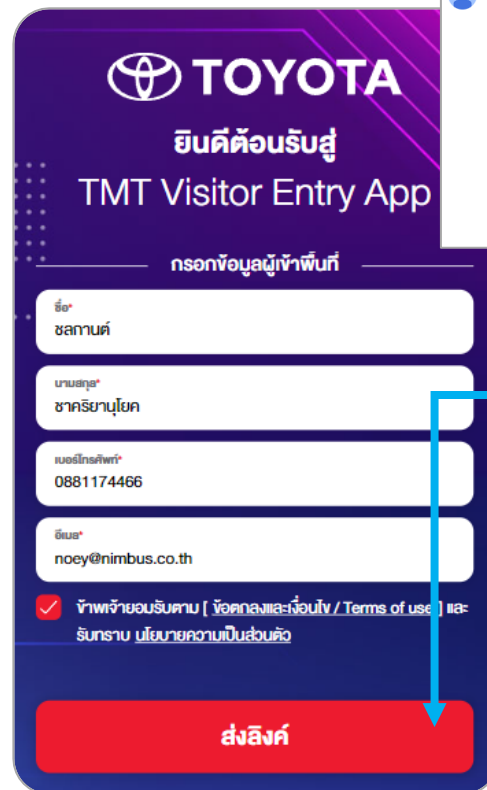 TOYOTA
ยินดีต้อนรับสู่
TMT Visitor Entry App
กรอกข้อมูลผู้เข้าพื้นที่
ชื่อ*
ชลกานต์
นามสกุล*
ชาคริยานุโยค
เบอร์โทรศัพท์*
0881174466
อีเมล*
noey@nimbus.co.th
ข้าพเจ้ายอมรับตาม [ ข้อตกลงและเงื่อนไข / Terms of use ] และ
รับทราบ นโยบายความเป็นส่วนตัว
ส่งลิงค์